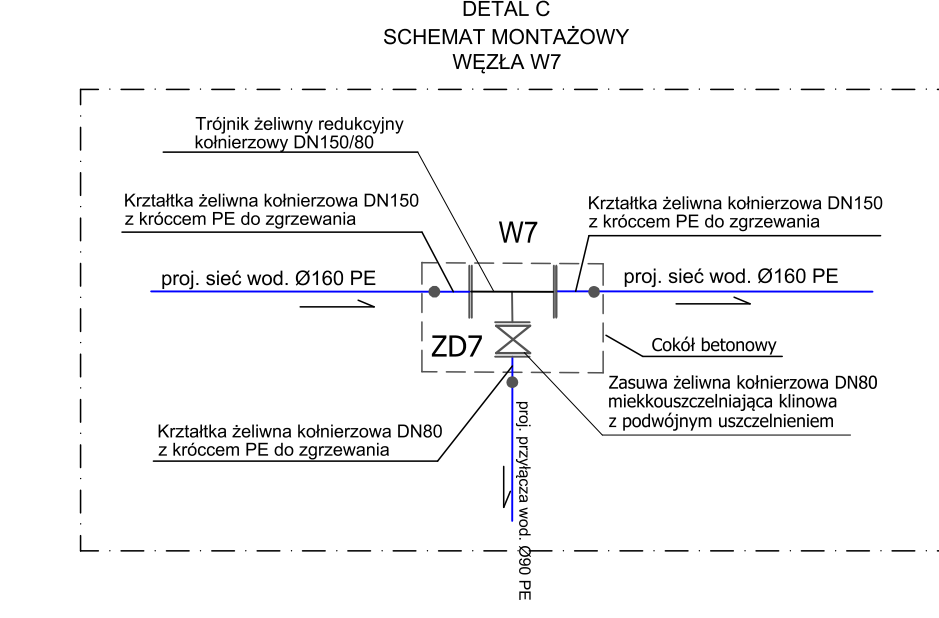 DETAL C
SCHEMAT MONTAŻOWY
WĘZŁA W7
Trójnik żeliwny redukcyjny
kołnierzowy DN150/80
Krztałtka żeliwna kołnierzowa DN150
z króccem PE do zgrzewania
Krztałtka żeliwna kołnierzowa DN150
z króccem PE do zgrzewania
W7
proj. sieć wod. Ø160 PE
proj. sieć wod. Ø160 PE
ZD7
Cokół betonowy
Zasuwa żeliwna kołnierzowa DN80
miekkouszczelniająca klinowa
z podwójnym uszczelnieniem
Krztałtka żeliwna kołnierzowa DN80
z króccem PE do zgrzewania
proj. przyłącza wod. Ø90 PE